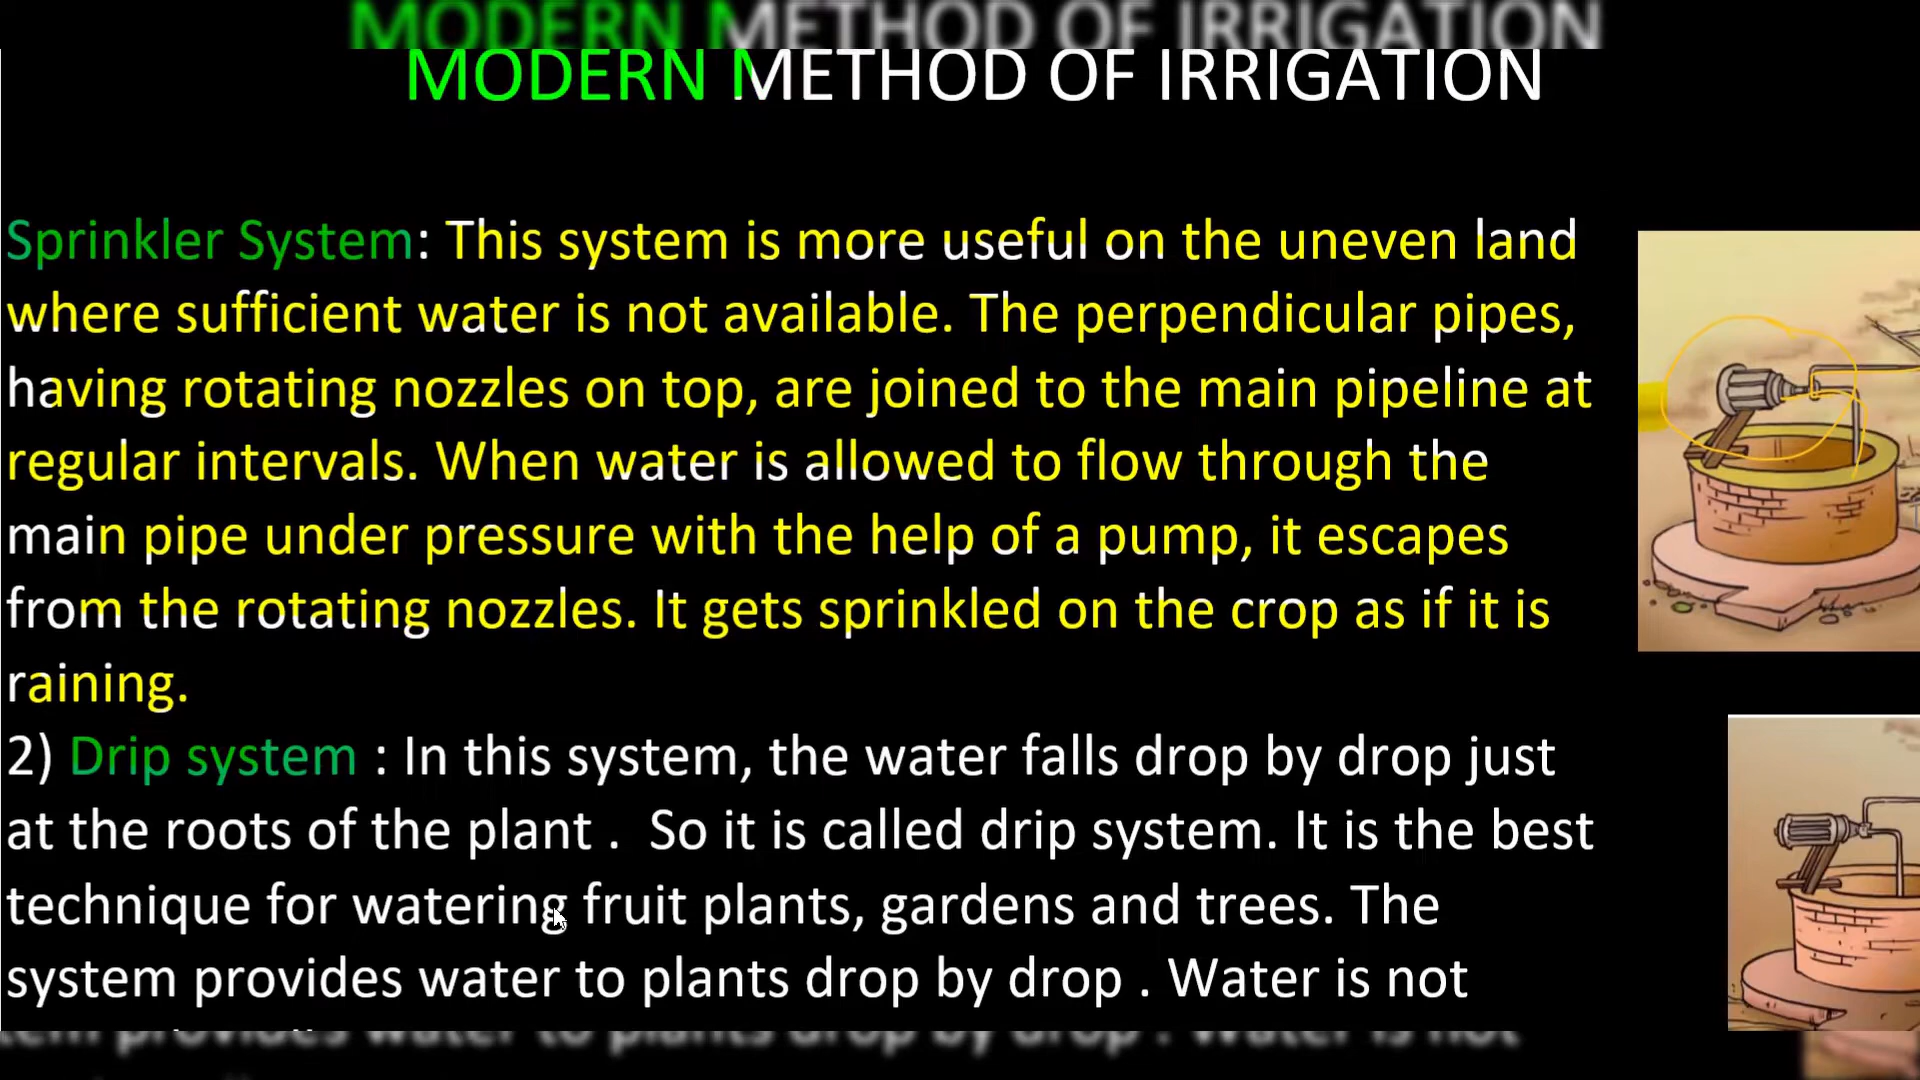 MODERN METHOD OF IRRIGATION
Sprinkler System: This system is more useful on the uneven land
where sufficient water is not available. The perpendicular pipes,
having rotating nozzles on top, are joined to the main pipeline at
regular intervals. When water is allowed to flow through the
main pipe under pressure with the help of a pump, it escapes
from the rotating nozzles. It gets sprinkled on the crop as if it is
raining.
2) Drip system : In this system, the water falls drop by drop just
at the roots of the plant . So it is called drip system. It is the best
technique for watering fruit plants, gardens and trees. The
system provides water to plants drop by drop . Water is not